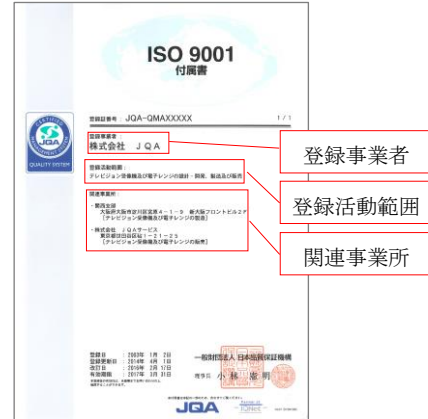 ISO 9001
付属書
登録証番号： JQA-QMAXXXXX
1/1
JQA
QUALITY SYSTEM
登録事業者：
株式会社 ＪＱＡ
登録活動範囲：
テレビジョン受像機及び電子レンジの設計・開発、製造及び販売
関連事業所：
・関西支部
大阪府大阪市淀川区宮原４－１－９ 新大阪フロントビル２Ｆ
［テレビジョン受像機及び電子レンジの製造］
・株式会社 ＪＱＡサービス
東京都世田谷区砧１－２１－２５
［テレビジョン受像機及び電子レンジの販売］
登録事業者
登録活動範囲
関連事業所
登録日 ： 2003年 1月 2日
登録更新日 ： 2014年 4月 1日
改訂日 ： 2016年 2月 17日
有効期限 ： 2017年 3月 31日
一般財団法人 日本品質保証機構
理事長 小林 憲明
JQA